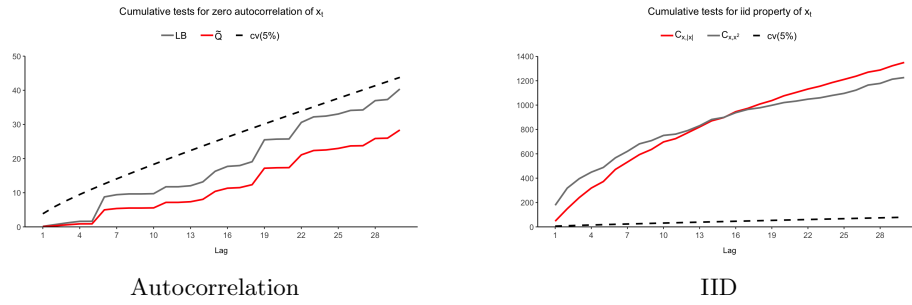 Cumulative tests for zero autocorrelation of xₜ
LB Q̃ cv(5%)
50
40
30
20
10
0
1 4 7 10 13 16 19 22 25 28
Lag
Autocorrelation
Cumulative tests for iid property of xₜ
Cₓ,|ₓ| Cₓ,ₓ² cv(5%)
1400
1200
1000
800
600
400
200
0
1 4 7 10 13 16 19 22 25 28
Lag
IID